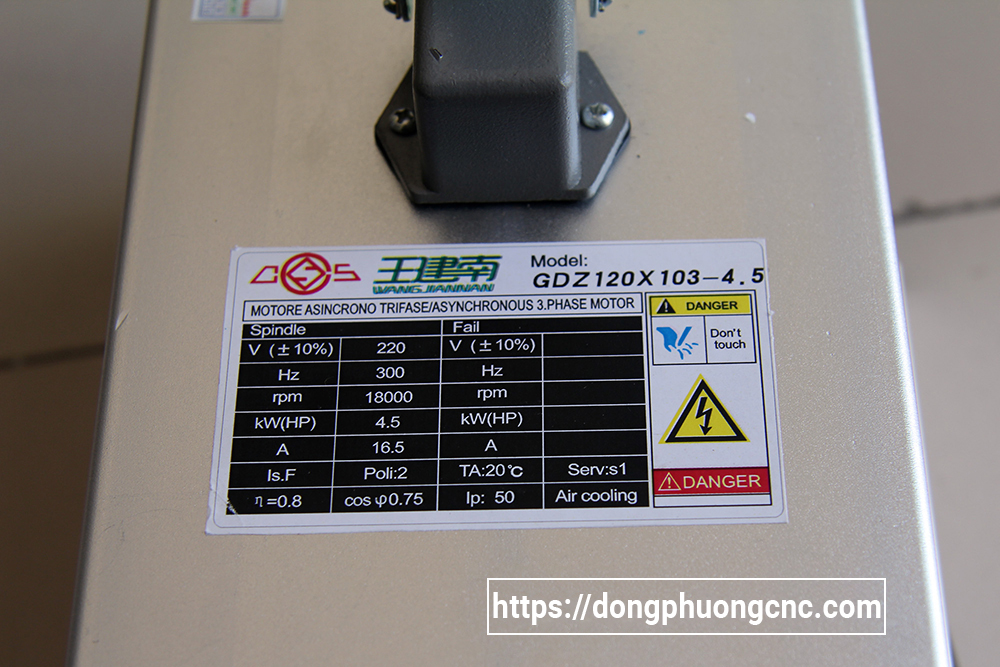 王建南
WANGJIANNAN
Model:
GDZ120X103-4.5
MOTORE ASINCRONO TRIFASE/ASYNCHRONOUS 3.PHASE MOTOR
Spindle Fail
V (±10%) 220 V (±10%)
Hz 300 Hz
rpm 18000 rpm
kW(HP) 4.5 kW(HP)
A 16.5 A
Is.F Poli:2 TA:20℃ Serv:s1
η=0.8 cosφ0.75 Ip: 50 Air cooling
DANGER
Don't
touch
DANGER
https://dongphuongcnc.com